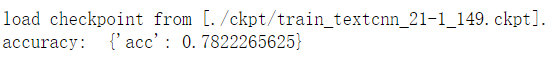 load checkpoint from [./ckpt/train_textcnn_21-1_149.ckpt].
accuracy:  {'acc': 0.7822265625}